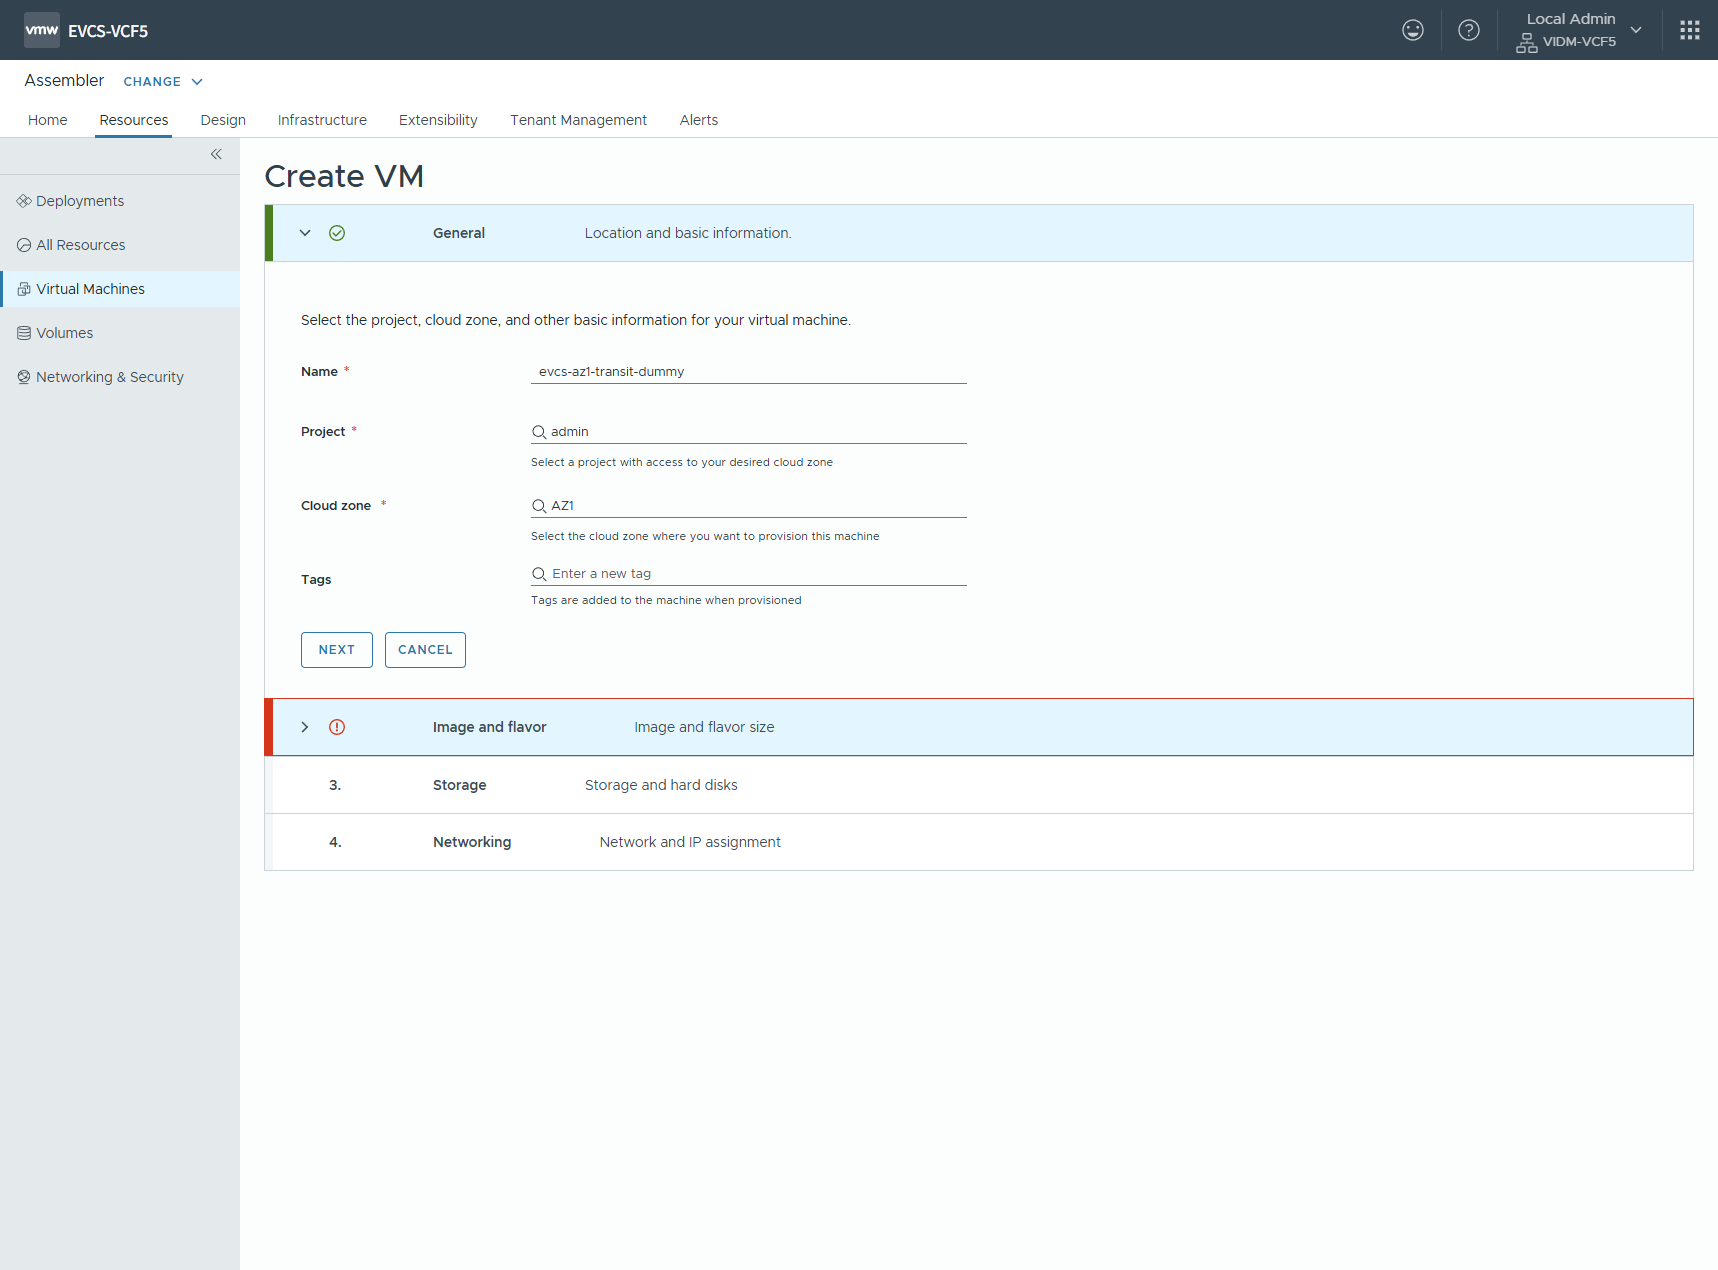 vmw EVCS-VCF5
Local Admin
VIDM-VCF5
Assembler CHANGE
Home Resources Design Infrastructure Extensibility Tenant Management Alerts
Deployments
All Resources
Virtual Machines
Volumes
Networking & Security
Create VM
General Location and basic information.
Select the project, cloud zone, and other basic information for your virtual machine.
Name * evcs-az1-transit-dummy
Project * admin
Select a project with access to your desired cloud zone
Cloud zone * AZ1
Select the cloud zone where you want to provision this machine
Tags Enter a new tag
Tags are added to the machine when provisioned
NEXT CANCEL
Image and flavor Image and flavor size
3. Storage Storage and hard disks
4. Networking Network and IP assignment